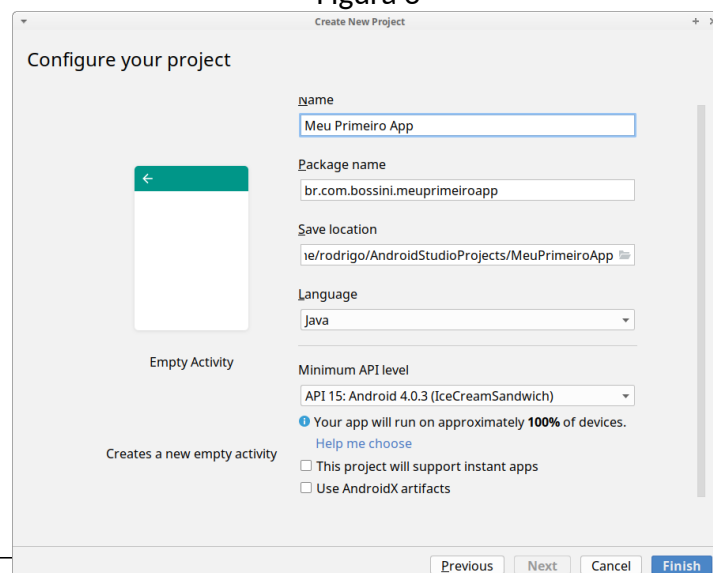 Create New Project
Configure your project
Name
Meu Primeiro App
Package name
br.com.bossini.meuprimeiroapp
Save location
/rodrigo/AndroidStudioProjects/MeuPrimeiroApp
Language
Java
Empty Activity
Minimum API level
API 15: Android 4.0.3 (IceCreamSandwich)
Your app will run on approximately 100% of devices.
Help me choose
Creates a new empty activity
This project will support instant apps
Use AndroidX artifacts
Previous
Next
Cancel
Finish